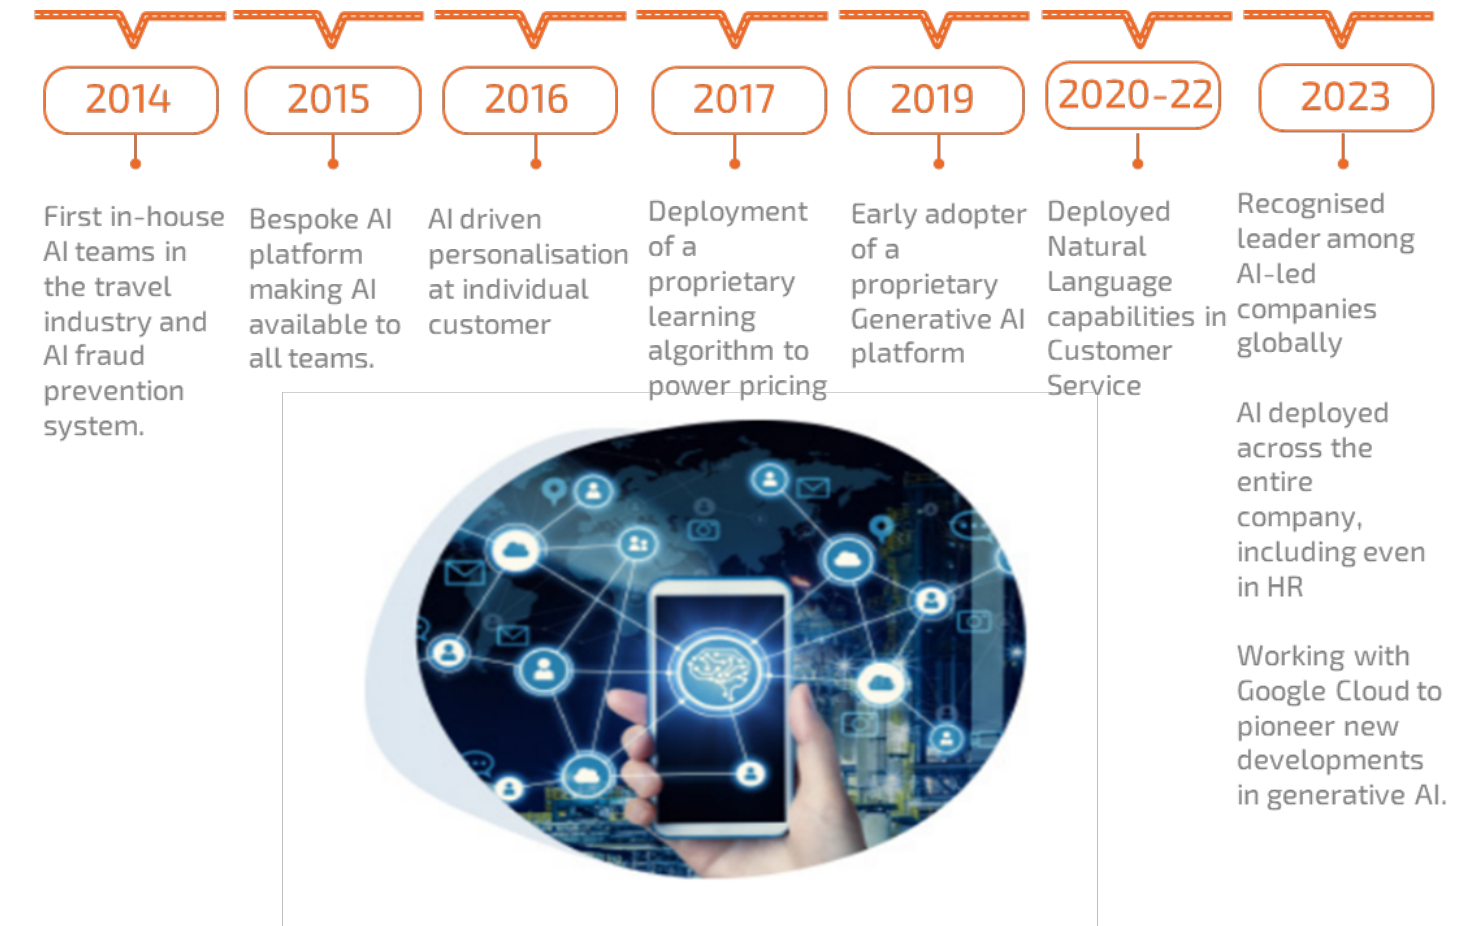 2014
First in-house
AI teams in
the travel
industry and
AI fraud
prevention
system.
2015
Bespoke AI
platform
making AI
available to
all teams.
2016
AI driven
personalisation
at individual
customer
2017
Deployment
of a
proprietary
learning
algorithm to
power pricing
2019
Early adopter
of a
proprietary
Generative AI
platform
2020-22
Deployed
Natural
Language
capabilities in
Customer
Service
2023
Recognised
leader among
AI-led
companies
globally
AI deployed
across the
entire
company,
including even
in HR
Working with
Google Cloud to
pioneer new
developments
in generative AI.